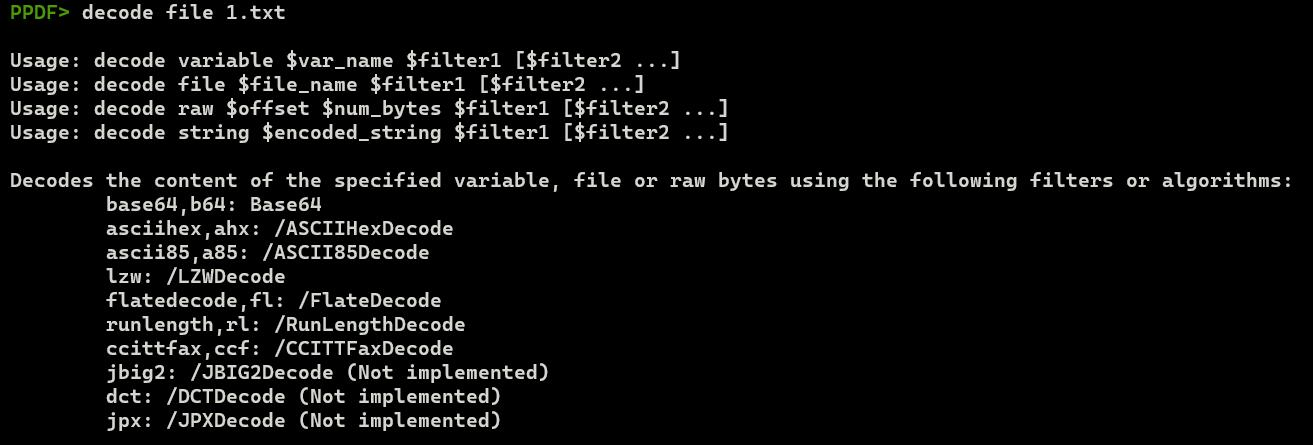 PPDF> decode file 1.txt
Usage: decode variable $var_name $filter1 [$filter2 ...]
Usage: decode file $file_name $filter1 [$filter2 ...]
Usage: decode raw $offset $num_bytes $filter1 [$filter2 ...]
Usage: decode string $encoded_string $filter1 [$filter2 ...]
Decodes the content of the specified variable, file or raw bytes using the following filters or algorithms:
base64,b64: Base64
asciihex,ahx: /ASCIIHexDecode
ascii85,a85: /ASCII85Decode
lzw: /LZWDecode
flatedecode,fl: /FlateDecode
runlength,rl: /RunLengthDecode
ccittfax,ccf: /CCITTFaxDecode
jbig2: /JBIG2Decode (Not implemented)
dct: /DCTDecode (Not implemented)
jpx: /JPXDecode (Not implemented)